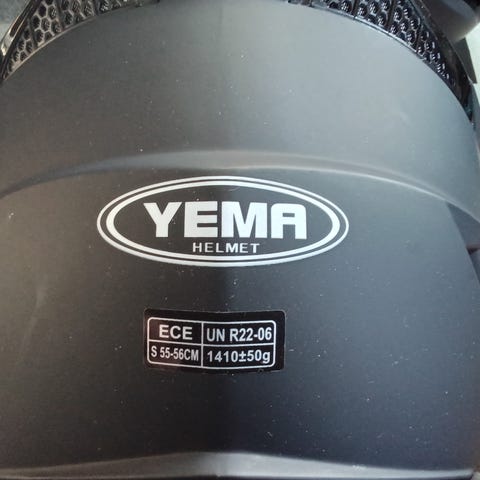 YEMA
HELMET
ECE UN R22-06
S 55-56CM 1410±50g